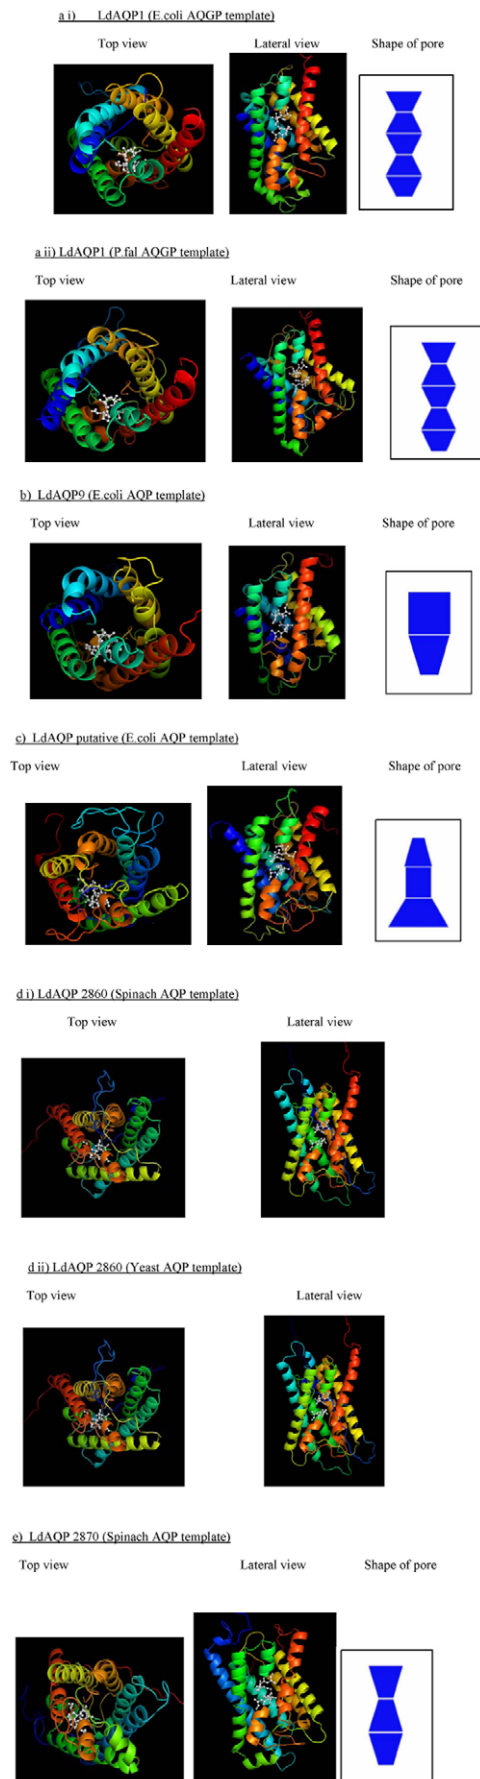 a i) LdAQP1 (E.coli AQGP template)
Top view Lateral view Shape of pore
a ii) LdAQP1 (P.fal AQGP template)
Top view Lateral view Shape of pore
b) LdAQP9 (E.coli AQP template)
Top view Lateral view Shape of pore
c) LdAQP putative (E.coli AQP template)
Top view Lateral view Shape of pore
d i) LdAQP 2860 (Spinach AQP template)
Top view Lateral view
d ii) LdAQP 2860 (Yeast AQP template)
Top view Lateral view
e) LdAQP 2870 (Spinach AQP template)
Top view Lateral view Shape of pore